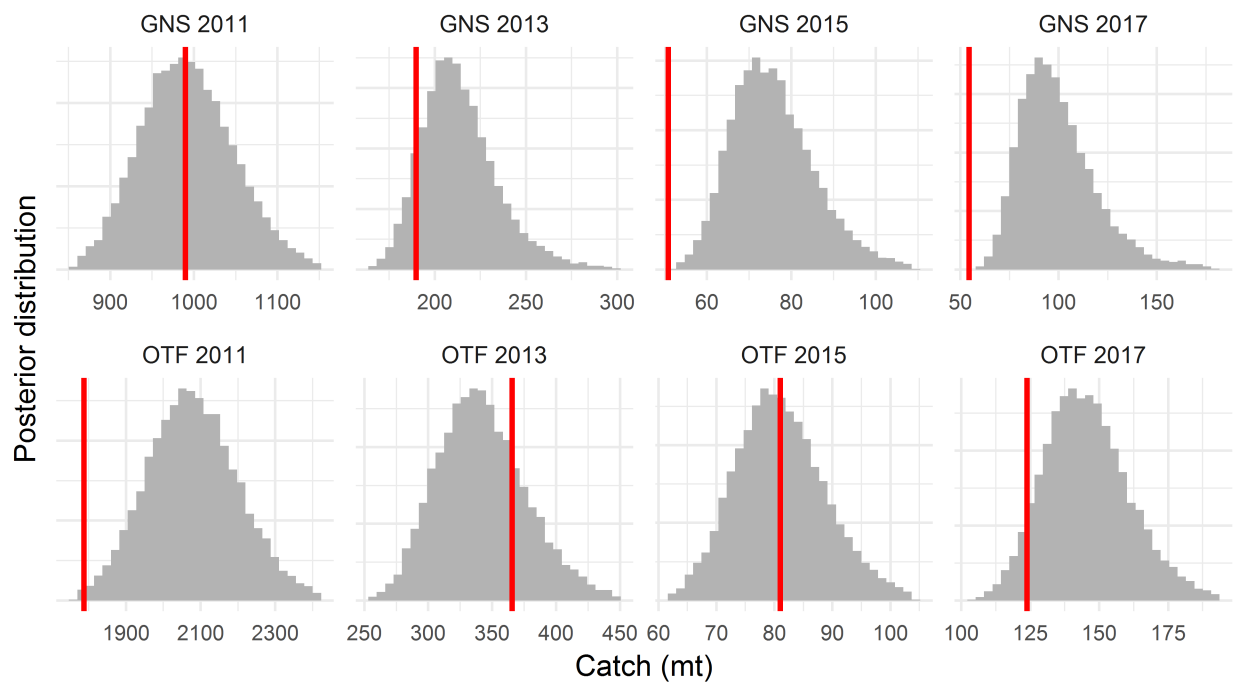 GNS 2011 GNS 2013 GNS 2015 GNS 2017
900 1000 1100 200 250 300 60 80 100 50 100 150
OTF 2011 OTF 2013 OTF 2015 OTF 2017
1900 2100 2300 250 300 350 400 450 60 70 80 90 100 100 125 150 175
Posterior distribution
Catch (mt)